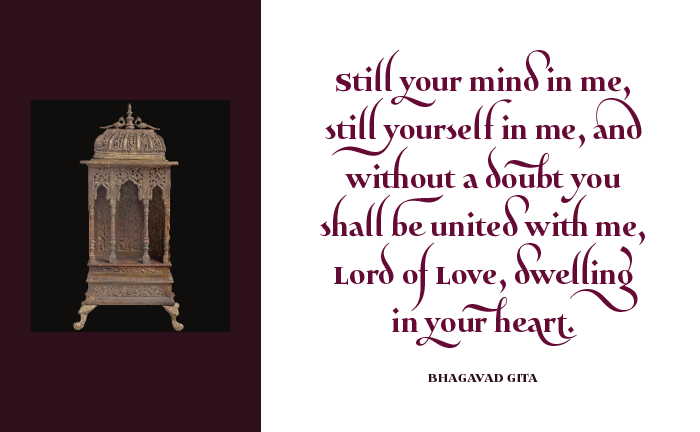 Still your mind in me,
still yourself in me, and
without a doubt you
shall be united with me,
Lord of Love, dwelling
in your heart.
BHAGAVAD GITA